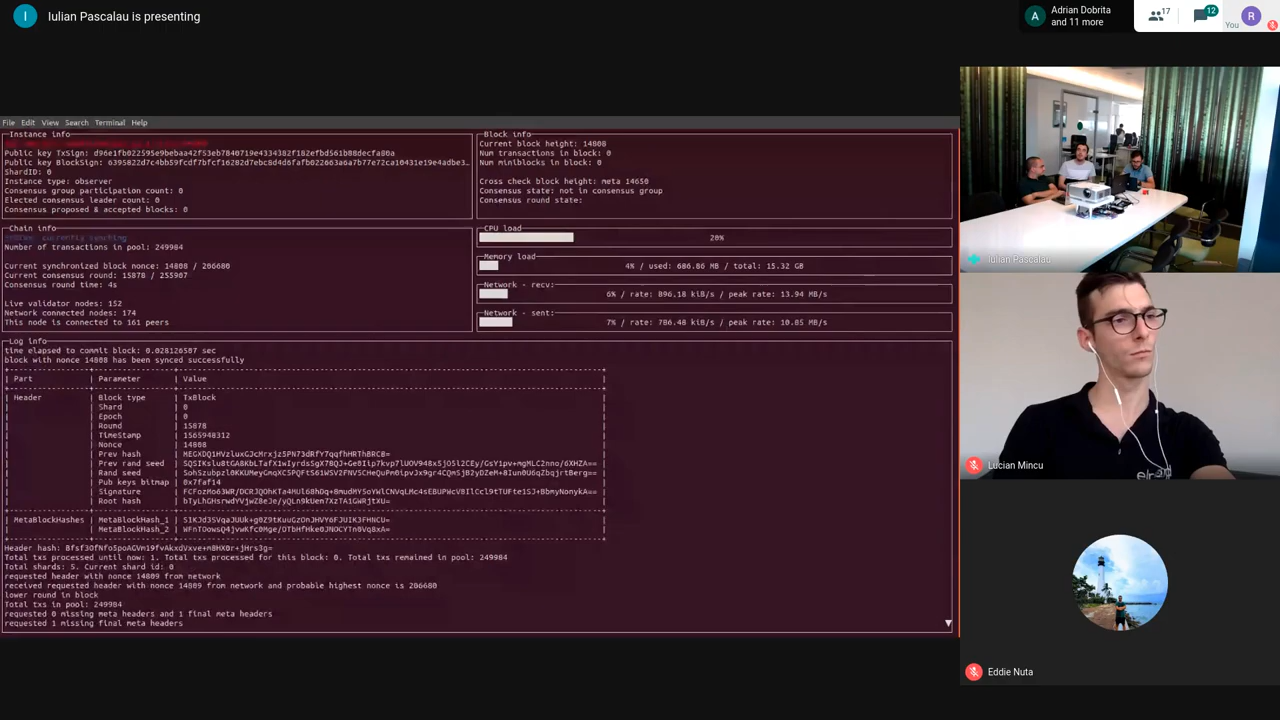 I
Iulian Pascalau is presenting
A
Adrian Dobrita
and 11 more
17
12
You
R
File Edit View Search Terminal Help
Instance info
Public key TxSign:
Public key BlockSign:
ShardID: 0
Instance type: observer
Consensus group participation count: 0
Elected consensus leader count: 0
Consensus proposed & accepted blocks: 0
Block info
Current block height: 14808
Num transactions in block: 0
Num miniblocks in block: 0
Cross check block height: meta 14650
Consensus state: not in consensus group
Consensus round state:
Chain info
Number of transactions in pool: 249984
Current synchronized block nonce: 14808 / 206680
Current consensus round: 15878 / 255907
Consensus round time: 4s
Live validator nodes: 152
Network connected nodes: 174
This node is connected to 161 peers
CPU load
20%
Memory load
4% / used: 686.86 MB / total: 15.32 GB
Network - recv:
6% / rate: 896.18 kiB/s / peak rate: 13.94 MB/s
Network - sent:
7% / rate: 786.48 kiB/s / peak rate: 10.85 MB/s
Log info
time elapsed to commit block: 0.028126507 sec
block with nonce 14808 has been synced successfully
| Part | Parameter | Value
| Header | Block type | TxBlock
| Shard | 0
| Epoch | 0
| Round | 15878
| TimeStamp | 1565948312
| Nonce | 14808
| Prev hash |
| Prev rand seed |
| Rand seed |
| Pub keys bitmap | 0x7faf14
| Signature |
| Root hash |
| MetaBlockHashes | MetaBlockHash_1 |
| MetaBlockHash_2 |
Header hash:
Total txs processed until now: 1. Total txs processed for this block: 0. Total txs remained in pool: 249984
Total shards: 5. Current shard id: 0
requested header with nonce 14809 from network
received requested header with nonce 14809 from network and probable highest nonce is 206680
lower round in block
Total txs in pool: 249984
requested 0 missing meta headers and 1 final meta headers
requested 1 missing final meta headers
Iulian Pascalau
Lucian Mincu
Eddie Nuta